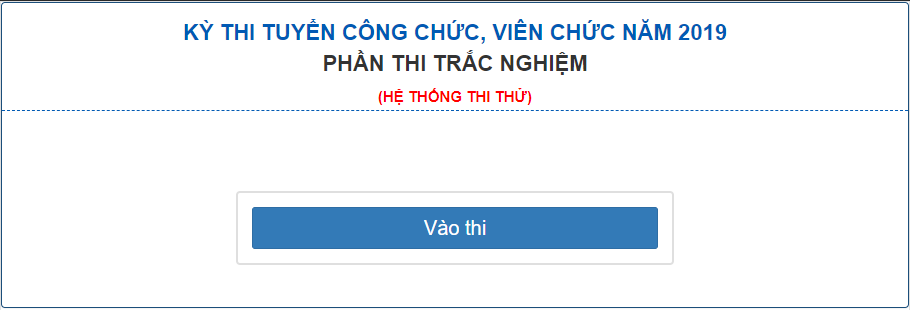 KỲ THI TUYỂN CÔNG CHỨC, VIÊN CHỨC NĂM 2019
PHẦN THI TRẮC NGHIỆM
(HỆ THỐNG THI THỬ)
Vào thi